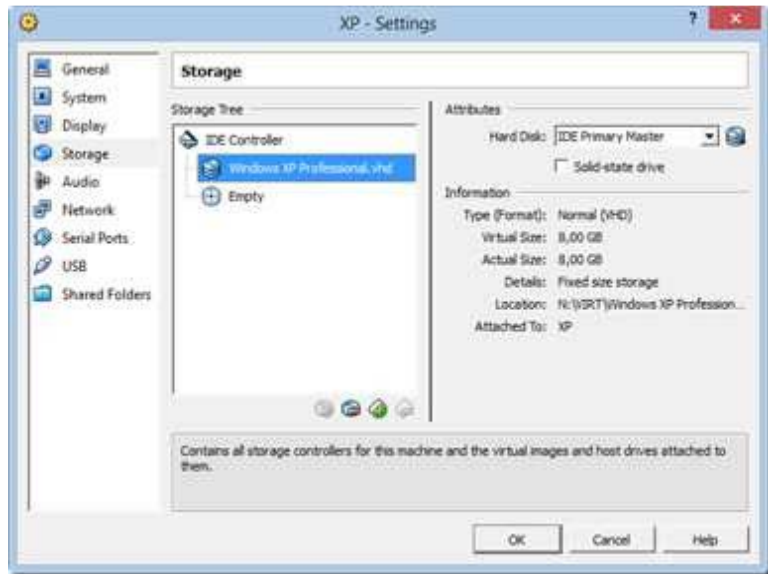 XP - Settings
?
General
System
Display
Storage
Audio
Network
Serial Ports
USB
Shared Folders
Storage
Storage Tree
IDE Controller
Windows XP Professional.vhd
Empty
Attributes
Hard Disk: IDE Primary Master
Solid-state drive
Information
Type (Format): Normal (VHD)
Virtual Size: 8,00 GB
Actual Size: 8,00 GB
Details: Fixed size storage
Location: N:\VIRT\Windows XP Profession...
Attached To: XP
Contains all storage controllers for this machine and the virtual images and host drives attached to
them.
OK Cancel Help